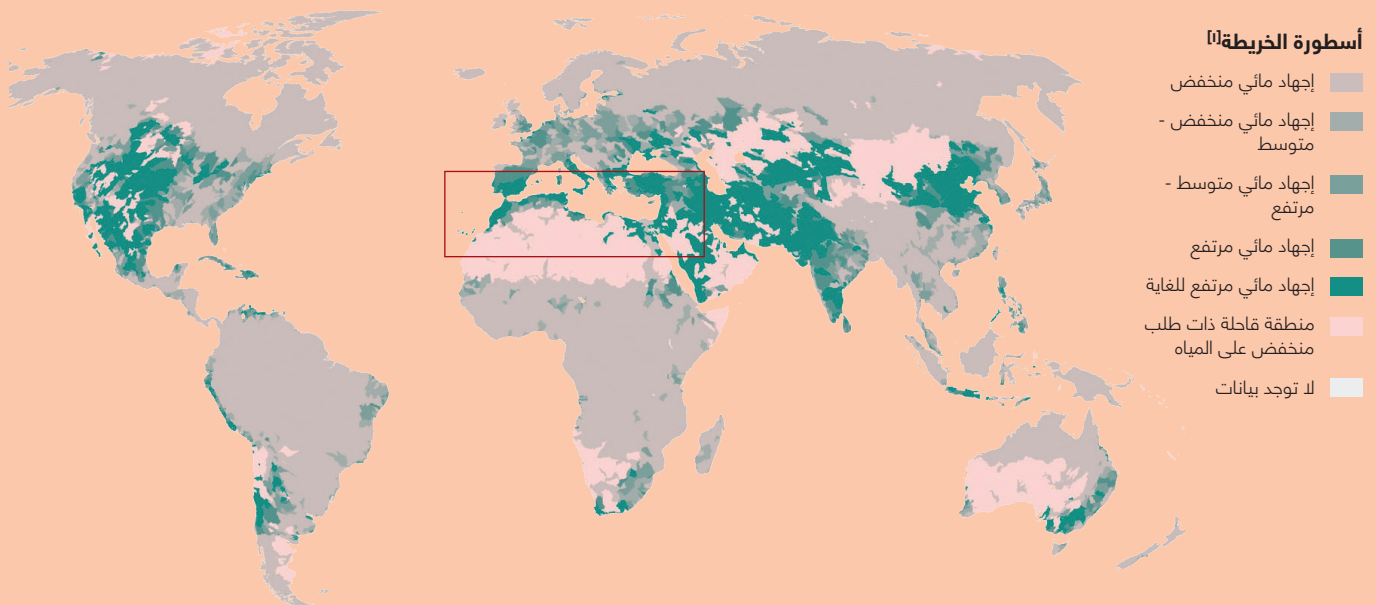 أسطورة الخريطة[١]
إجهاد مائي منخفض
إجهاد مائي منخفض -
متوسط
إجهاد مائي متوسط -
مرتفع
إجهاد مائي مرتفع
إجهاد مائي مرتفع للغاية
منطقة قاحلة ذات طلب
منخفض على المياه
لا توجد بيانات